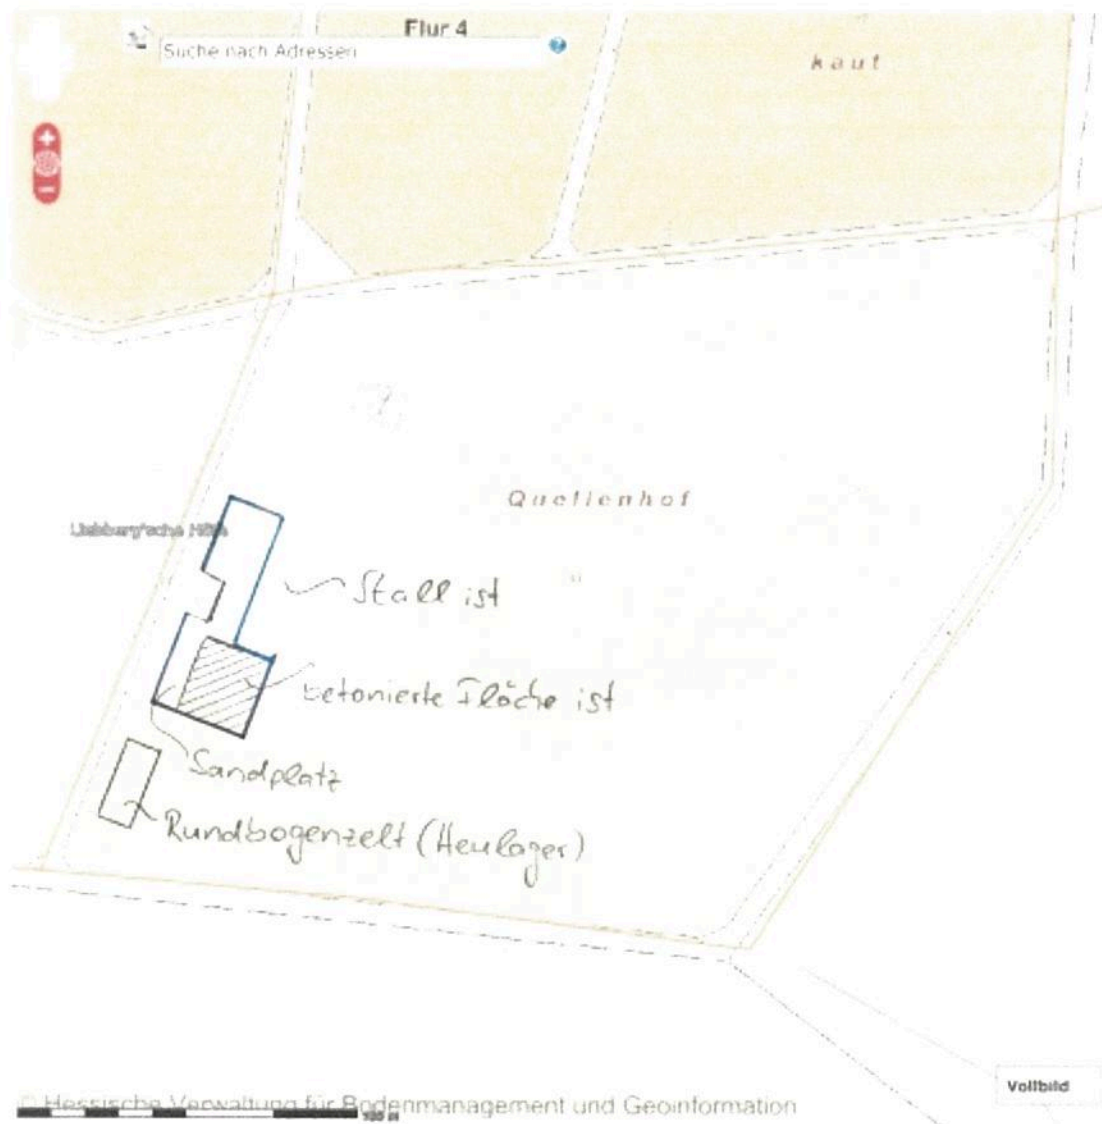 Flur 4
Suche nach Adressen
kaut
Quellenhof
Stall ist
betonierte Fläche ist
Sandplatz
Rundbogenzelt (Heulager)
Vollbild
© Hessische Verwaltung für Bodenmanagement und Geoinformation